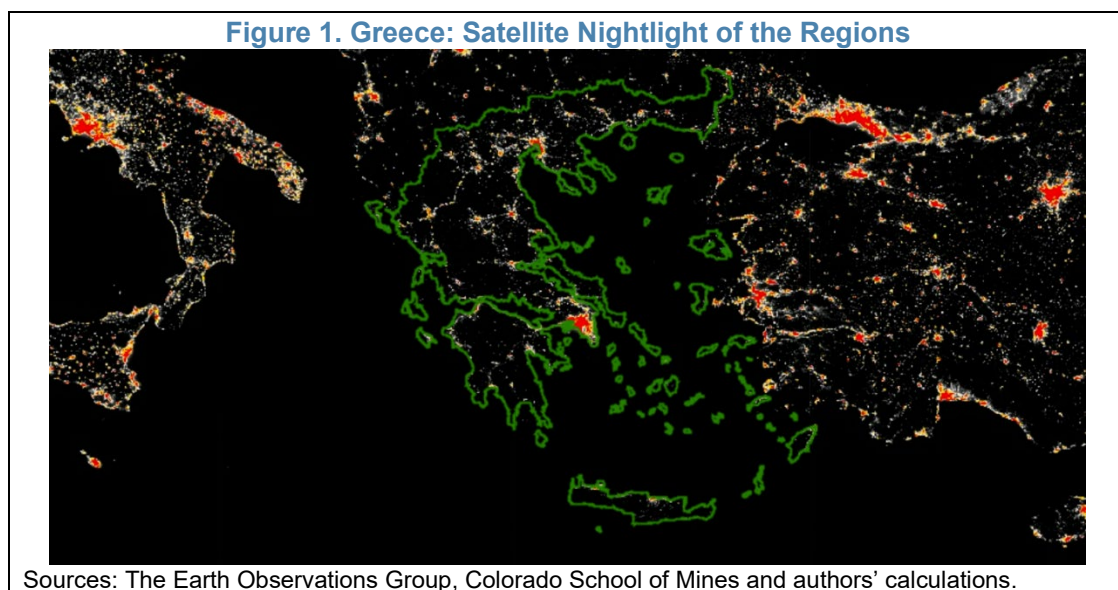 Figure 1. Greece: Satellite Nightlight of the Regions
Sources: The Earth Observations Group, Colorado School of Mines and authors’ calculations.